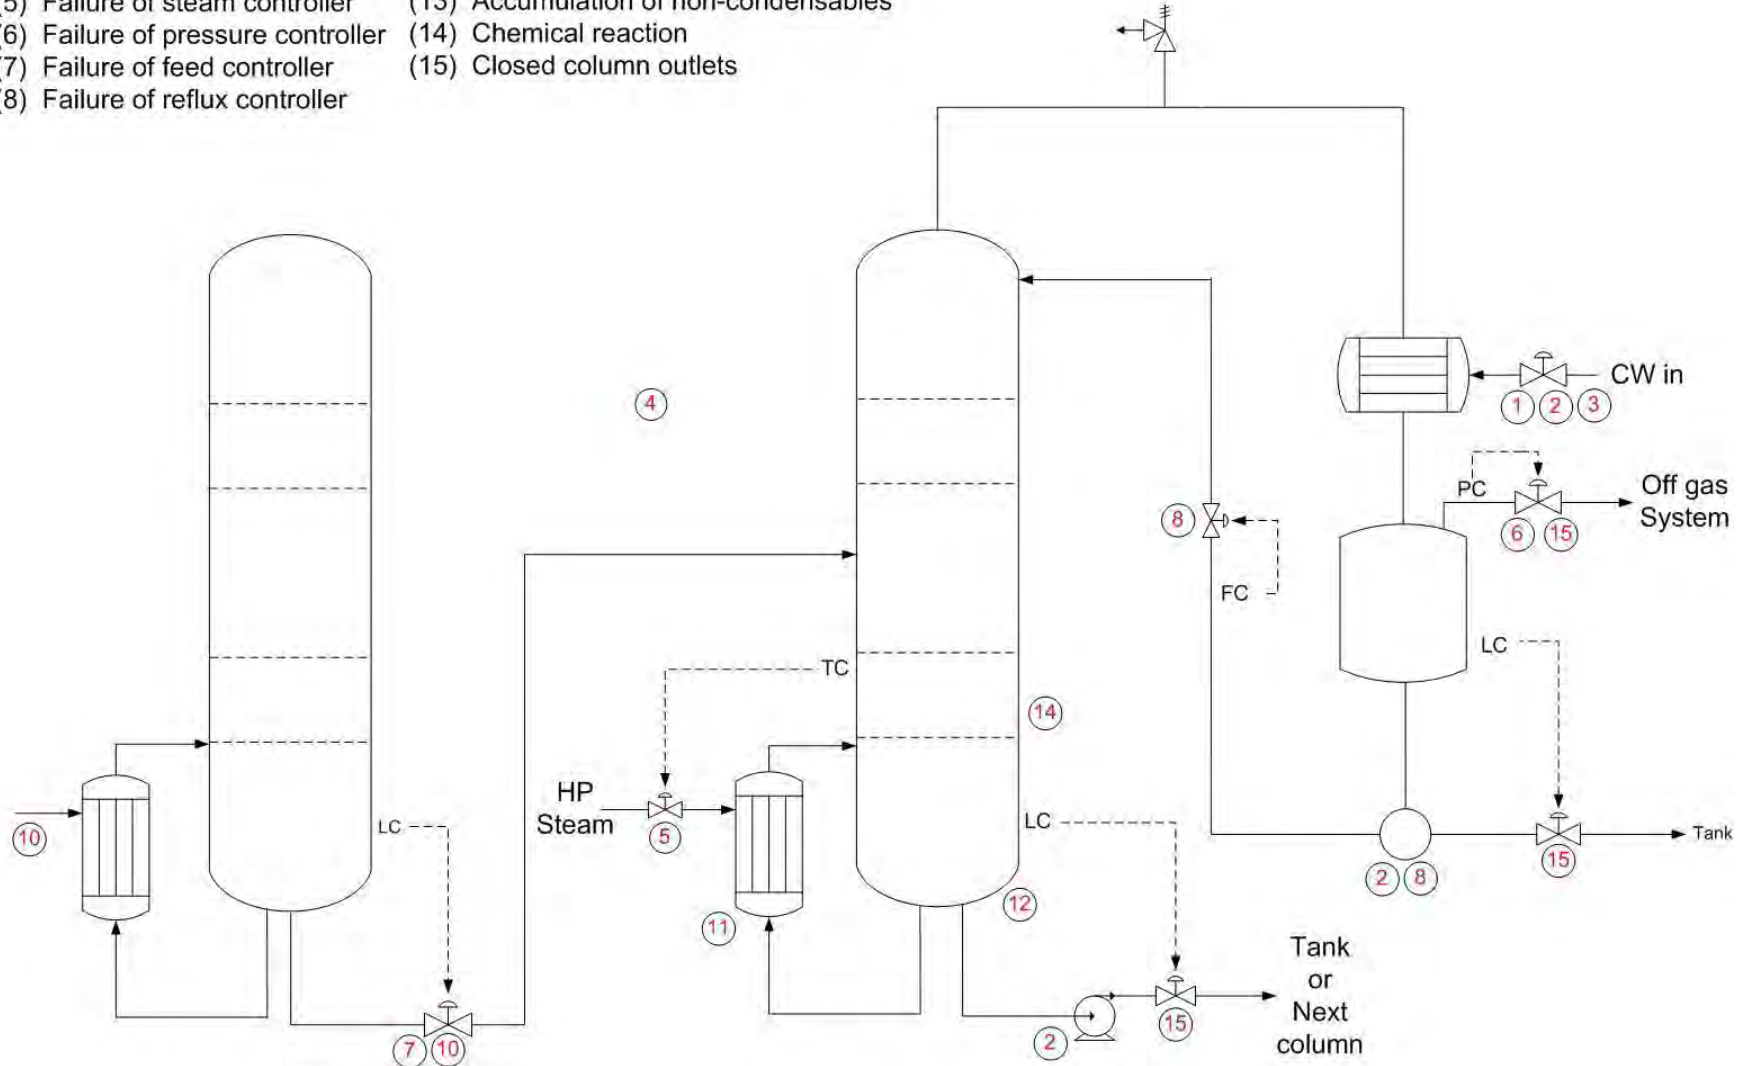 (5) Failure of steam controller
(13) Accumulation of non-condensables
(6) Failure of pressure controller
(14) Chemical reaction
(7) Failure of feed controller
(15) Closed column outlets
(8) Failure of reflux controller
CW in
4
1 2 3
PC
Off gas
System
8
6 15
FC
LC
TC
14
HP
Steam
LC
LC
Tank
10
5
15
2 8
12
11
Tank
or
Next
column
15
2
7 10